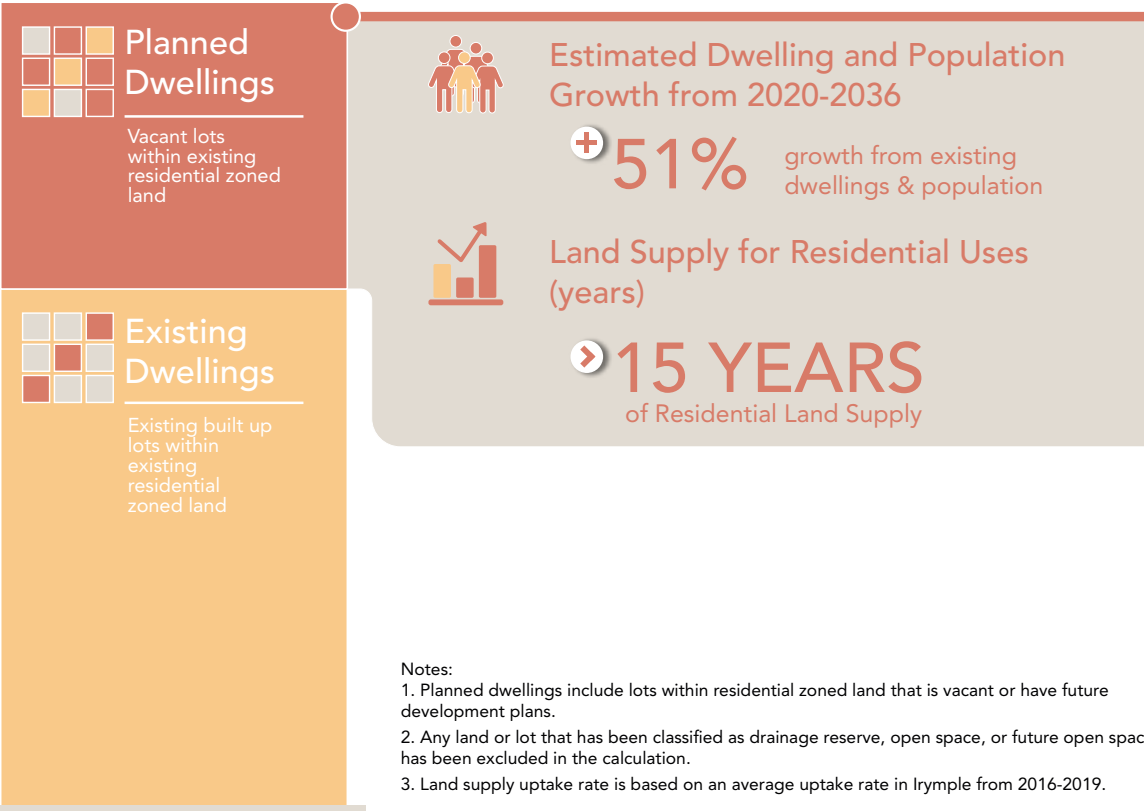 Planned
Dwellings
Vacant lots
within existing
residential zoned
land
Existing
Dwellings
Existing built up
lots within
existing
residential
zoned land
Estimated Dwelling and Population
Growth from 2020-2036
+ 51%
growth from existing
dwellings & population
Land Supply for Residential Uses
(years)
15 YEARS
of Residential Land Supply
Notes:
1. Planned dwellings include lots within residential zoned land that is vacant or have future
development plans.
2. Any land or lot that has been classified as drainage reserve, open space, or future open spac
has been excluded in the calculation.
3. Land supply uptake rate is based on an average uptake rate in Irymple from 2016-2019.